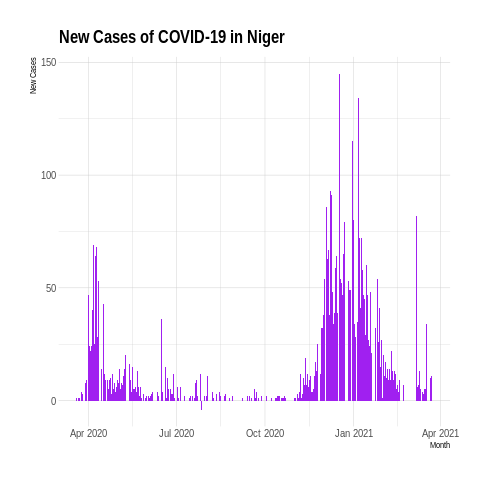 New Cases of COVID-19 in Niger
New Cases
150
100
50
0
Apr 2020
Jul 2020
Oct 2020
Jan 2021
Apr 2021
Month